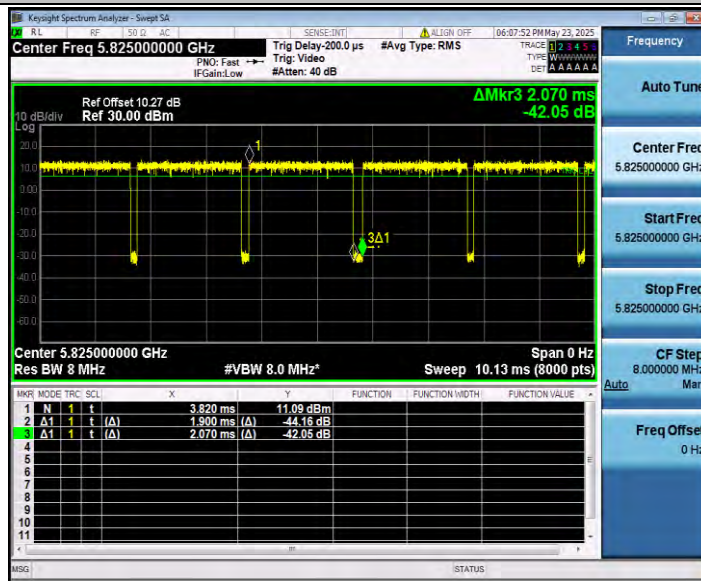 Keysight Spectrum Analyzer - Swept SA
RL RF 50 Ω AC SENSE:INT ALIGN OFF 06:07:52 PM May 23, 2025
Center Freq 5.825000000 GHz
PNO: Fast
IFGain:Low
Trig Delay-200.0 µs
Trig: Video
#Atten: 40 dB
#Avg Type: RMS
TRACE 1 2 3 4 5 6
TYPE
DET A A A A A A
Frequency
Auto Tune
Center Freq
5.825000000 GHz
Start Freq
5.825000000 GHz
Stop Freq
5.825000000 GHz
CF Step
8.000000 MHz
Auto Man
Freq Offset
0 Hz
ΔMkr3 2.070 ms
-42.05 dB
Ref Offset 10.27 dB
10 dB/div Ref 30.00 dBm
Log
20.0
10.0
0.00
-10.0
-20.0
-30.0
-40.0
-50.0
-60.0
1
3Δ1
Center 5.825000000 GHz Span 0 Hz
Res BW 8 MHz #VBW 8.0 MHz* Sweep 10.13 ms (8000 pts)
MKR MODE TRC SCL X Y FUNCTION FUNCTION WIDTH FUNCTION VALUE
1 N 1 t 3.820 ms 11.09 dBm
2 Δ1 1 t (Δ) 1.900 ms (Δ) -44.16 dB
3 Δ1 1 t (Δ) 2.070 ms (Δ) -42.05 dB
4
5
6
7
8
9
10
11
MSG STATUS